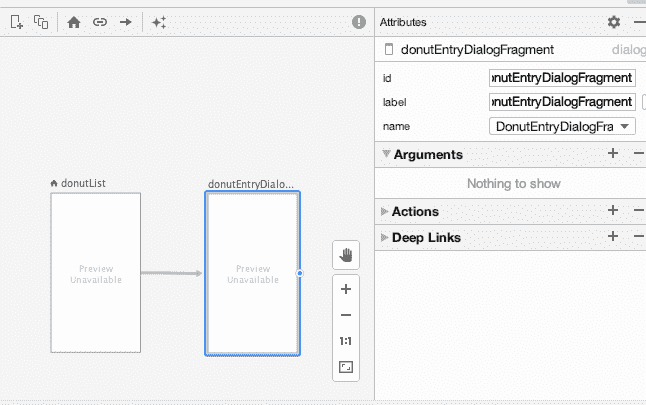 Attributes
donutEntryDialogFragment dialog
id onutEntryDialogFragment
label onutEntryDialogFragment
name DonutEntryDialogFra
Arguments
Nothing to show
Actions
Deep Links
donutList
donutEntryDialo...
Preview
Unavailable
Preview
Unavailable
1:1